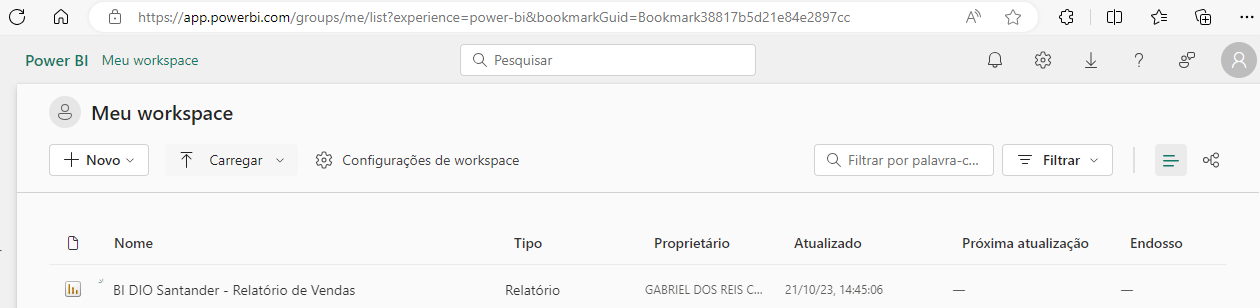 https://app.powerbi.com/groups/me/list?experience=power-bi&bookmarkGuid=Bookmark38817b5d21e84e2897cc
Power BI Meu workspace Pesquisar ?
Meu workspace
Novo Carregar Configurações de workspace Filtrar por palavra-c... Filtrar
Nome Tipo Proprietário Atualizado Próxima atualização Endosso
BI DIO Santander - Relatório de Vendas Relatório GABRIEL DOS REIS C... 21/10/23, 14:45:06 — —